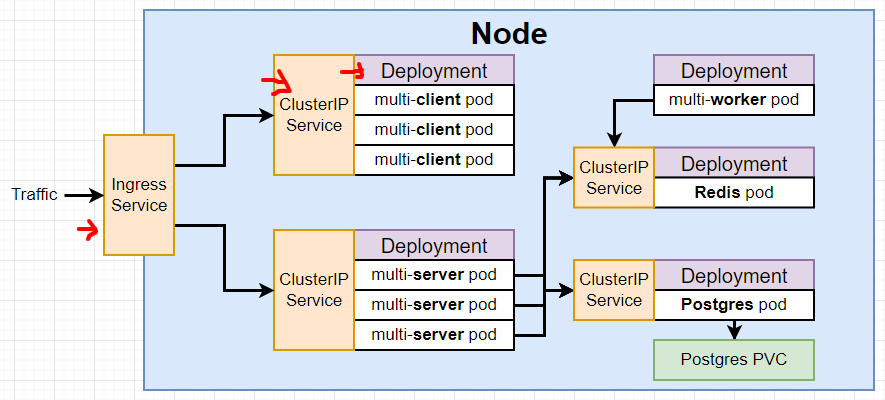 Node
Traffic
Ingress
Service
ClusterIP
Service
Deployment
multi-client pod
multi-client pod
multi-client pod
ClusterIP
Service
Deployment
multi-server pod
multi-server pod
multi-server pod
Deployment
multi-worker pod
ClusterIP
Service
Deployment
Redis pod
ClusterIP
Service
Deployment
Postgres pod
Postgres PVC